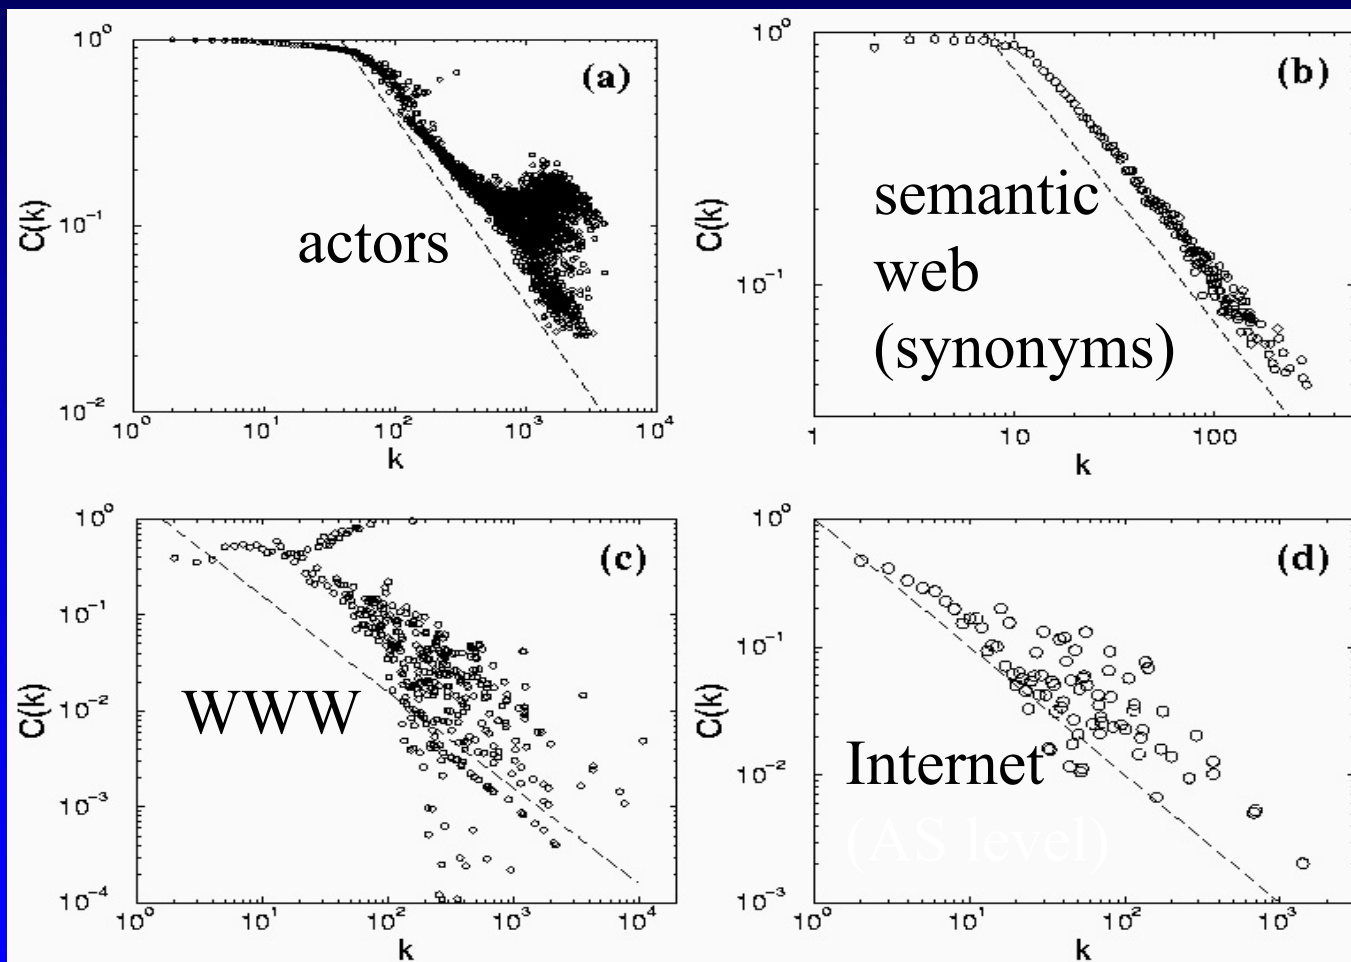 10⁰
(a)
C(k)
10⁻¹
actors
10⁻²
10⁰ 10¹ 10² 10³ 10⁴
k
10⁰
(b)
C(k)
semantic
web
(synonyms)
10⁻¹
1 10 100
k
10⁰
(c)
10⁻¹
C(k)
10⁻²
WWW
10⁻³
10⁻⁴
10⁰ 10¹ 10² 10³ 10⁴
k
10⁰
(d)
10⁻¹
C(k)
10⁻²
Internet
(AS level)
10⁻³
10⁰ 10¹ 10² 10³
k